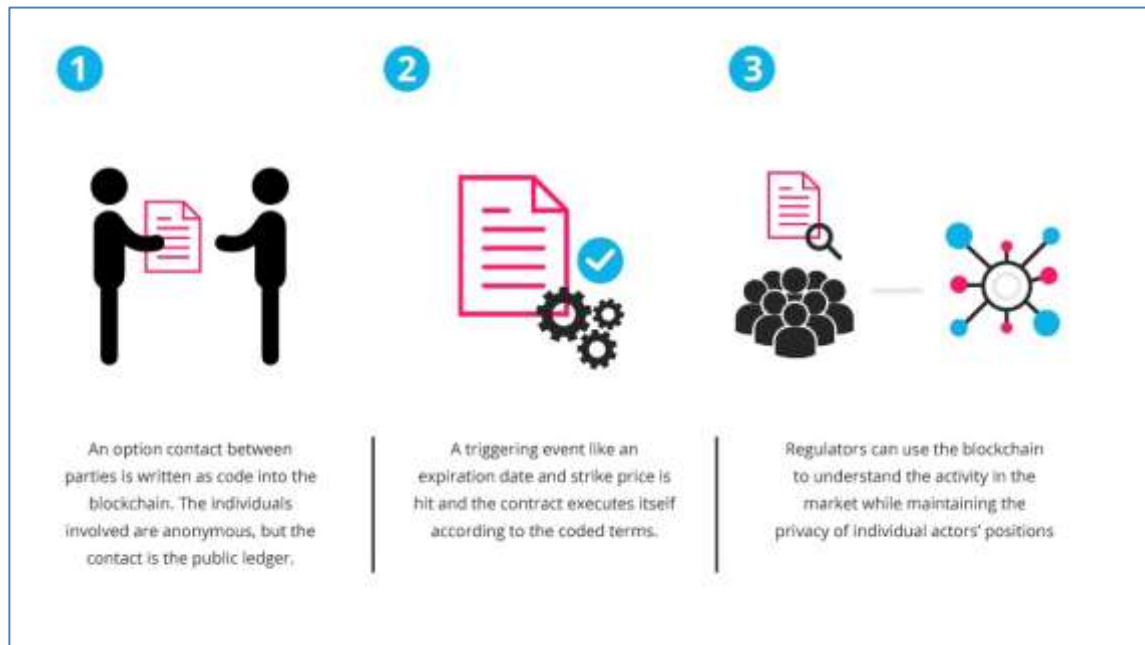 1
An option contact between
parties is written as code into the
blockchain. The individuals
involved are anonymous, but the
contact is the public ledger.
2
A triggering event like an
expiration date and strike price is
hit and the contract executes itself
according to the coded terms.
3
Regulators can use the blockchain
to understand the activity in the
market while maintaining the
privacy of individual actors' positions